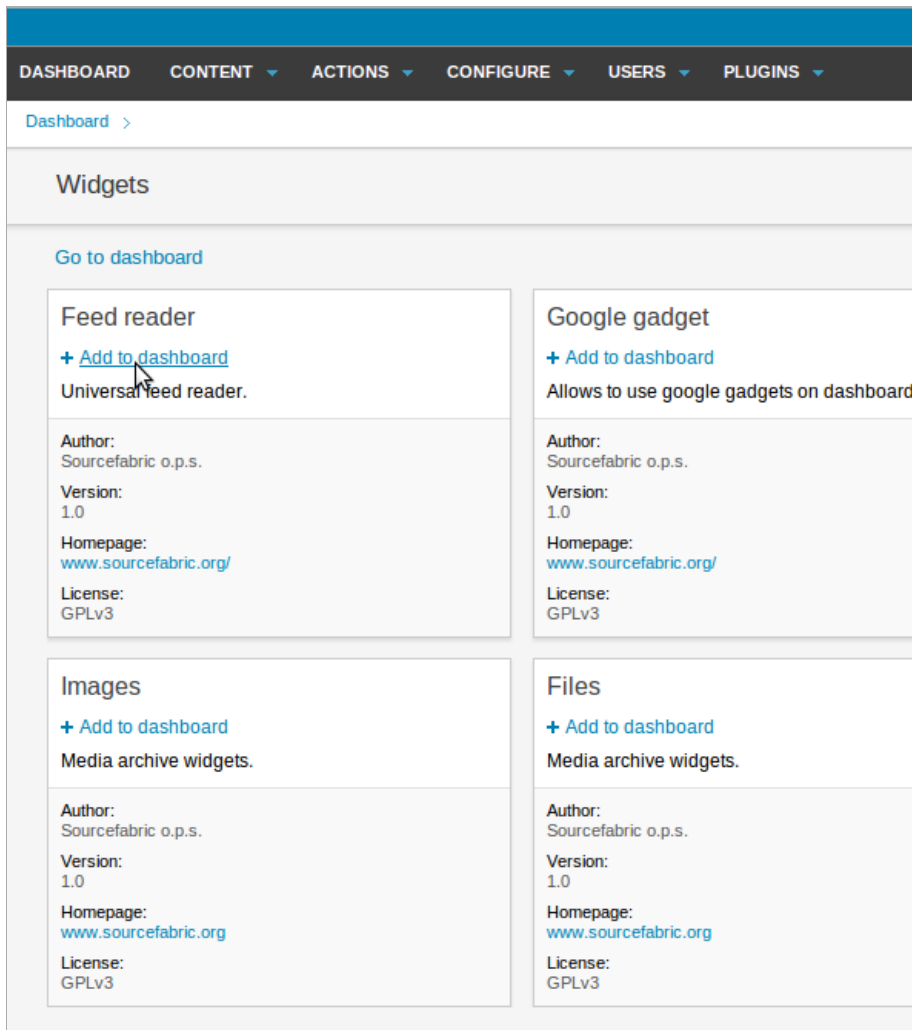 DASHBOARD CONTENT ACTIONS CONFIGURE USERS PLUGINS
Dashboard >
Widgets
Go to dashboard
Feed reader
+ Add to dashboard
Universal feed reader.
Author:
Sourcefabric o.p.s.
Version:
1.0
Homepage:
www.sourcefabric.org/
License:
GPLv3
Google gadget
+ Add to dashboard
Allows to use google gadgets on dashboard
Author:
Sourcefabric o.p.s.
Version:
1.0
Homepage:
www.sourcefabric.org/
License:
GPLv3
Images
+ Add to dashboard
Media archive widgets.
Author:
Sourcefabric o.p.s.
Version:
1.0
Homepage:
www.sourcefabric.org
License:
GPLv3
Files
+ Add to dashboard
Media archive widgets.
Author:
Sourcefabric o.p.s.
Version:
1.0
Homepage:
www.sourcefabric.org
License:
GPLv3